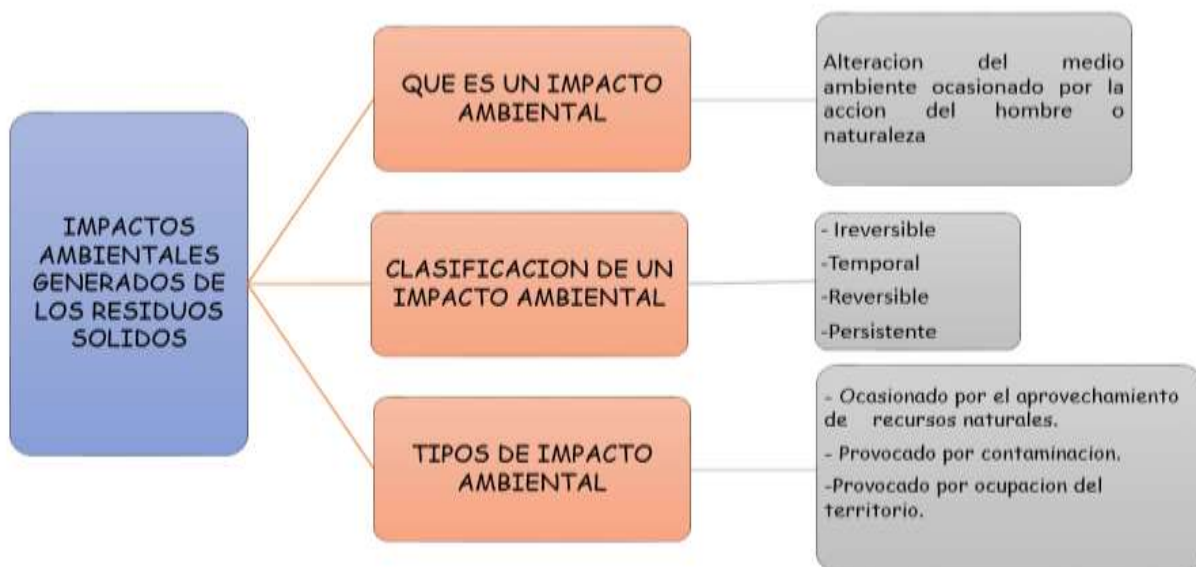 IMPACTOS
AMBIENTALES
GENERADOS DE
LOS RESIDUOS
SOLIDOS
QUE ES UN IMPACTO
AMBIENTAL
Alteracion del medio
ambiente ocasionado por la
accion del hombre o
naturaleza
CLASIFICACION DE UN
IMPACTO AMBIENTAL
- Ireversible
-Temporal
-Reversible
-Persistente
TIPOS DE IMPACTO
AMBIENTAL
- Ocasionado por el aprovechamiento
de recursos naturales.
- Provocado por contaminacion.
-Provocado por ocupacion del
territorio.